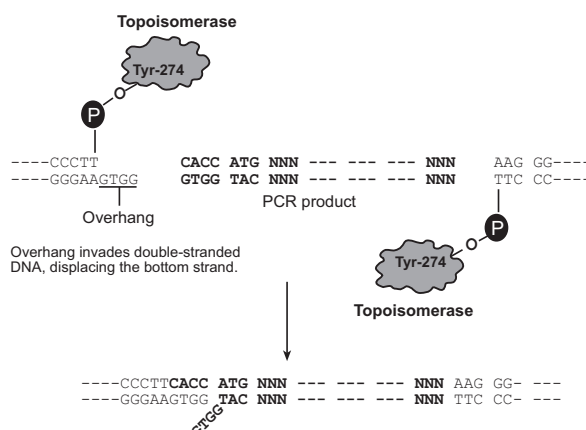 Topoisomerase
Tyr-274
O
P
----CCCTT CACC ATG NNN --- --- --- NNN AAG GG----
GGGAAGTGG GTGG TAC NNN --- --- --- NNN TTC CC----
Overhang
PCR product
P
O
Overhang invades double-stranded
DNA, displacing the bottom strand.
Tyr-274
Topoisomerase
----CCCTTCACC ATG NNN --- --- --- NNN AAG GG- ---
----GGGAAGTGG TAC NNN --- --- --- NNN TTC CC- ---
GTGG